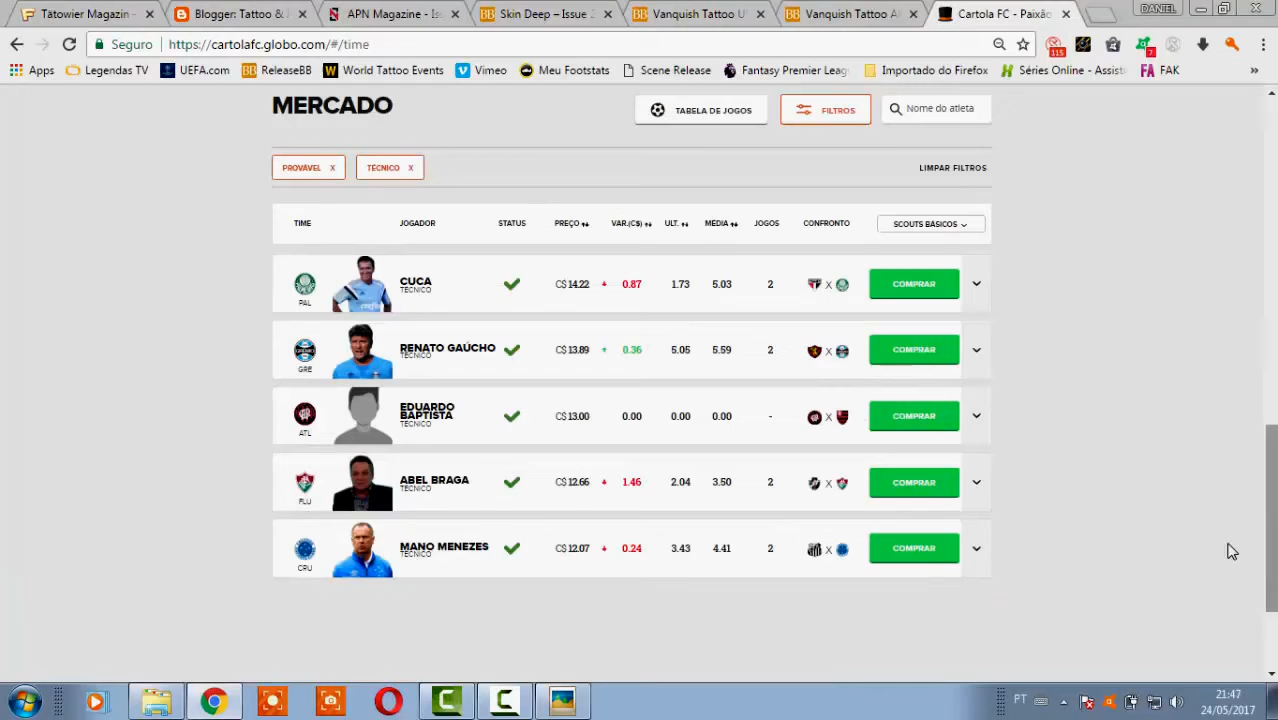 Tätowier Magazin -
Blogger: Tattoo &
APN Magazine - Iss
Skin Deep – Issue 2
Vanquish Tattoo U
Vanquish Tattoo A
Cartola FC - Paixão
DANIEL
Seguro
https://cartolafc.globo.com/#/time
115
7
Apps
Legendas TV
UEFA.com
ReleaseBB
World Tattoo Events
Vimeo
Meu Footstats
Scene Release
Fantasy Premier Leag
Importado do Firefox
Séries Online - Assist
FAK
MERCADO
TABELA DE JOGOS
FILTROS
Nome do atleta
PROVÁVEL X
TÉCNICO X
LIMPAR FILTROS
TIME JOGADOR STATUS PREÇO VAR.(C$) ULT. MÉDIA JOGOS CONFRONTO SCOUTS BÁSICOS
CUCA
TÉCNICO
PAL
C$ 14.22 0.87 1.73 5.03 2 X COMPRAR
RENATO GAÚCHO
TÉCNICO
GRE
C$ 13.89 0.36 5.05 5.59 2 X COMPRAR
EDUARDO
BAPTISTA
TÉCNICO
ATL
C$ 13.00 0.00 0.00 0.00 - X COMPRAR
ABEL BRAGA
TÉCNICO
FLU
C$ 12.66 1.46 2.04 3.50 2 X COMPRAR
MANO MENEZES
TÉCNICO
CRU
C$ 12.07 0.24 3.43 4.41 2 X COMPRAR
PT
21:47
24/05/2017